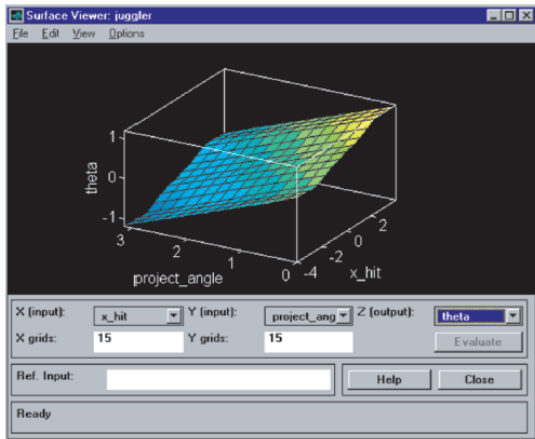 Surface Viewer: juggler
File Edit View Options
1
0
-1
theta
3
2
1
0
project_angle
-4
-2
0
2
x_hit
X (input): x_hit Y (input): project_ang Z (output): theta
X grids: 15 Y grids: 15 Evaluate
Ref. Input: Help Close
Ready